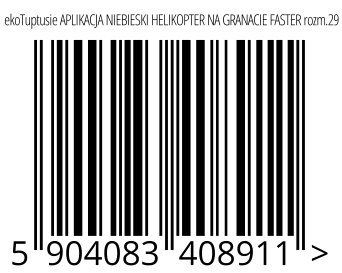 ekoTuptusie APLIKACJA NIEBIESKI HELIKOPTER NA GRANACIE FASTER rozm.29
5 904083 408911 >